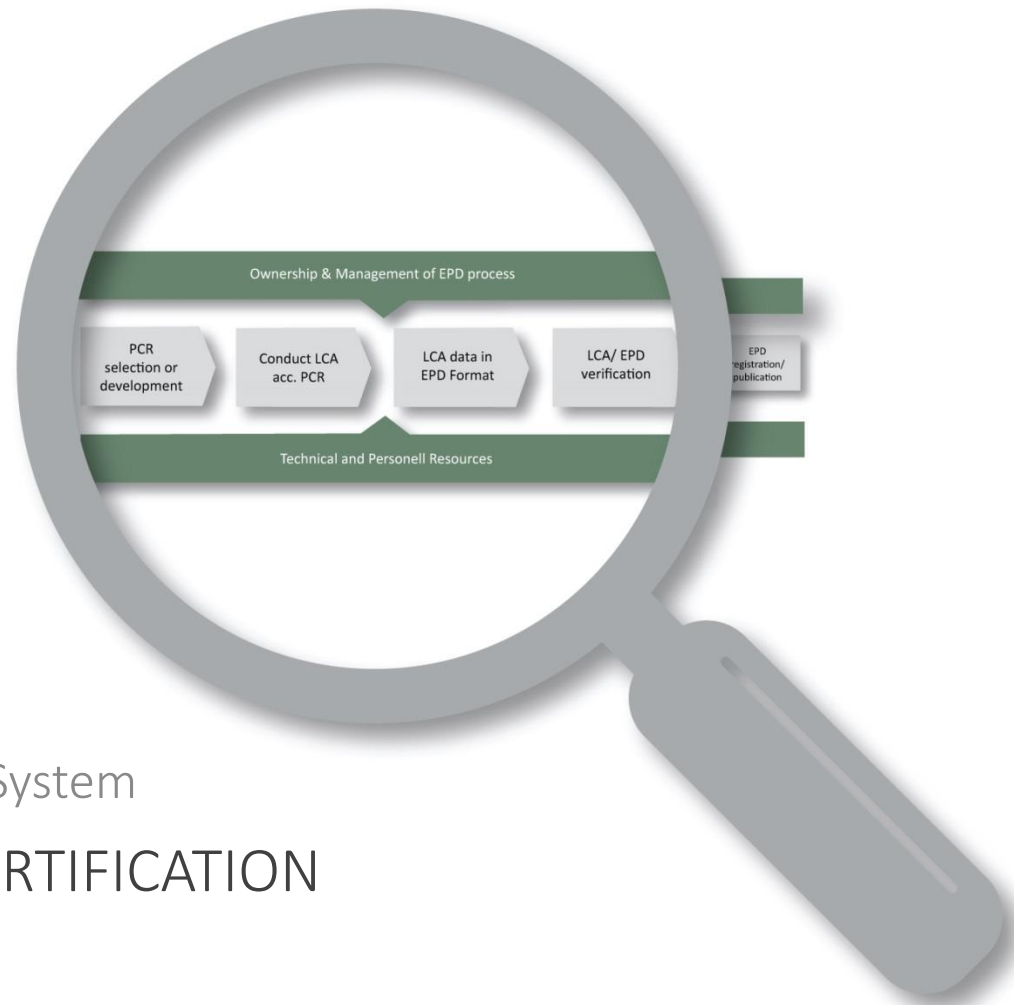 Ownership & Management of EPD process
PCR
selection or
development
Conduct LCA
acc. PCR
LCA data in
EPD Format
LCA/ EPD
verification
EPD
registration/
publication
Technical and Personell Resources
System
RTIFICATION